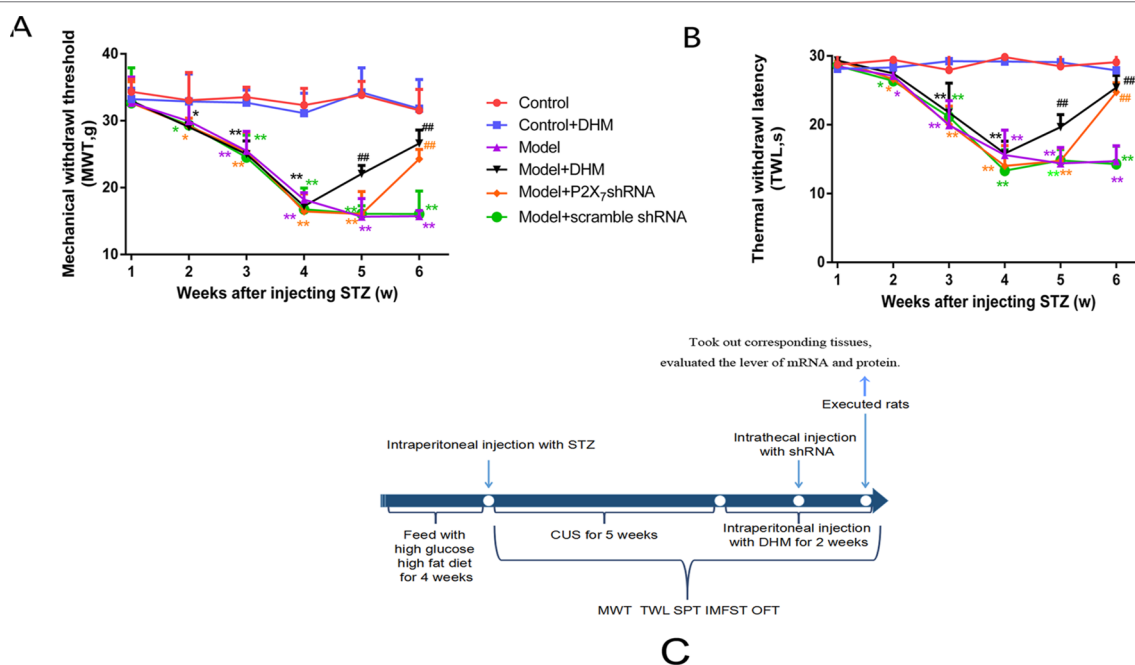 A
Mechanical withdrawl threshold
(MWT,g)
40
30
20
10
1 2 3 4 5 6
Weeks after injecting STZ (w)
* * * ** ** ** ** ** ** ** ** ## ** ** ** ## ## ** **
Control
Control+DHM
Model
Model+DHM
Model+P2X7shRNA
Model+scramble shRNA
B
Thermal withdrawl latency
(TWL,s)
30
20
10
0
1 2 3 4 5 6
Weeks after injecting STZ (w)
* * * ** ** ** ** ** ** ** ## ** ** ** ## ## ** **
Took out corresponding tissues,
evaluated the lever of mRNA and protein.
Executed rats
Intraperitoneal injection with STZ
Intrathecal injection
with shRNA
Feed with
high glucose
high fat diet
for 4 weeks
CUS for 5 weeks
Intraperitoneal injection
with DHM for 2 weeks
MWT TWL SPT IMFST OFT
C